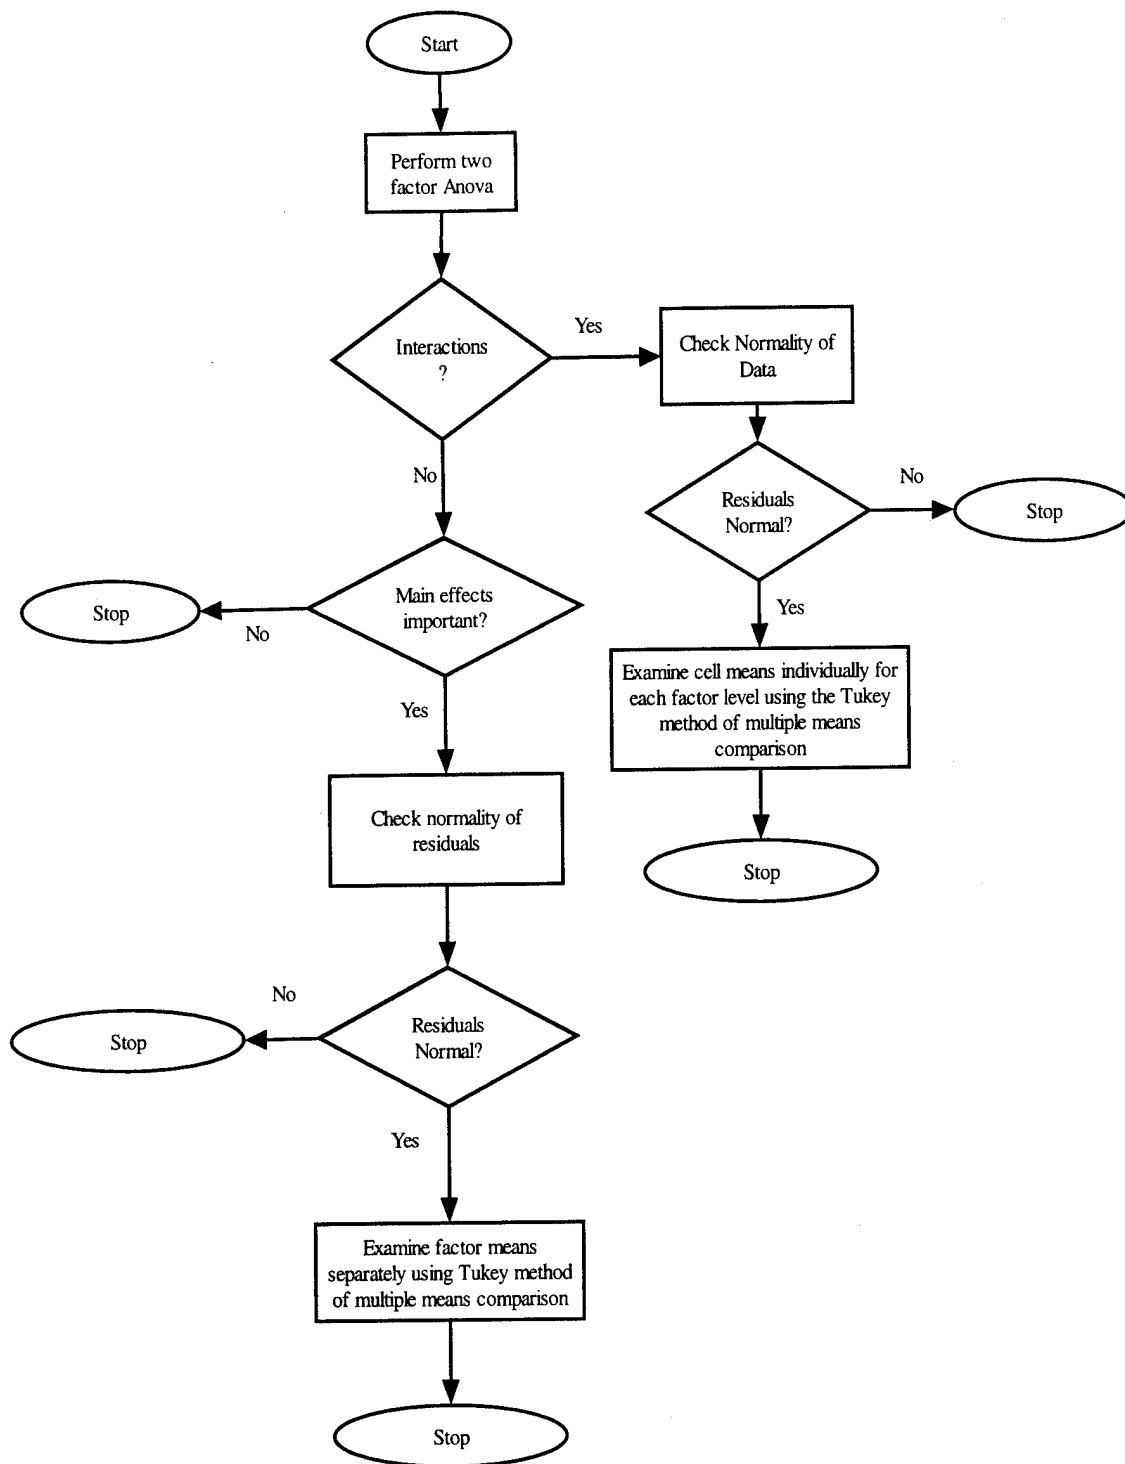 Start
Perform two
factor Anova
Interactions
?
Yes
Check Normality of
Data
No
Residuals
Normal?
No
Stop
Main effects
important?
No
Stop
Yes
Examine cell means individually for
each factor level using the Tukey
method of multiple means
comparison
Yes
Stop
Check normality of
residuals
Residuals
Normal?
No
Stop
Yes
Examine factor means
separately using Tukey method
of multiple means comparison
Stop